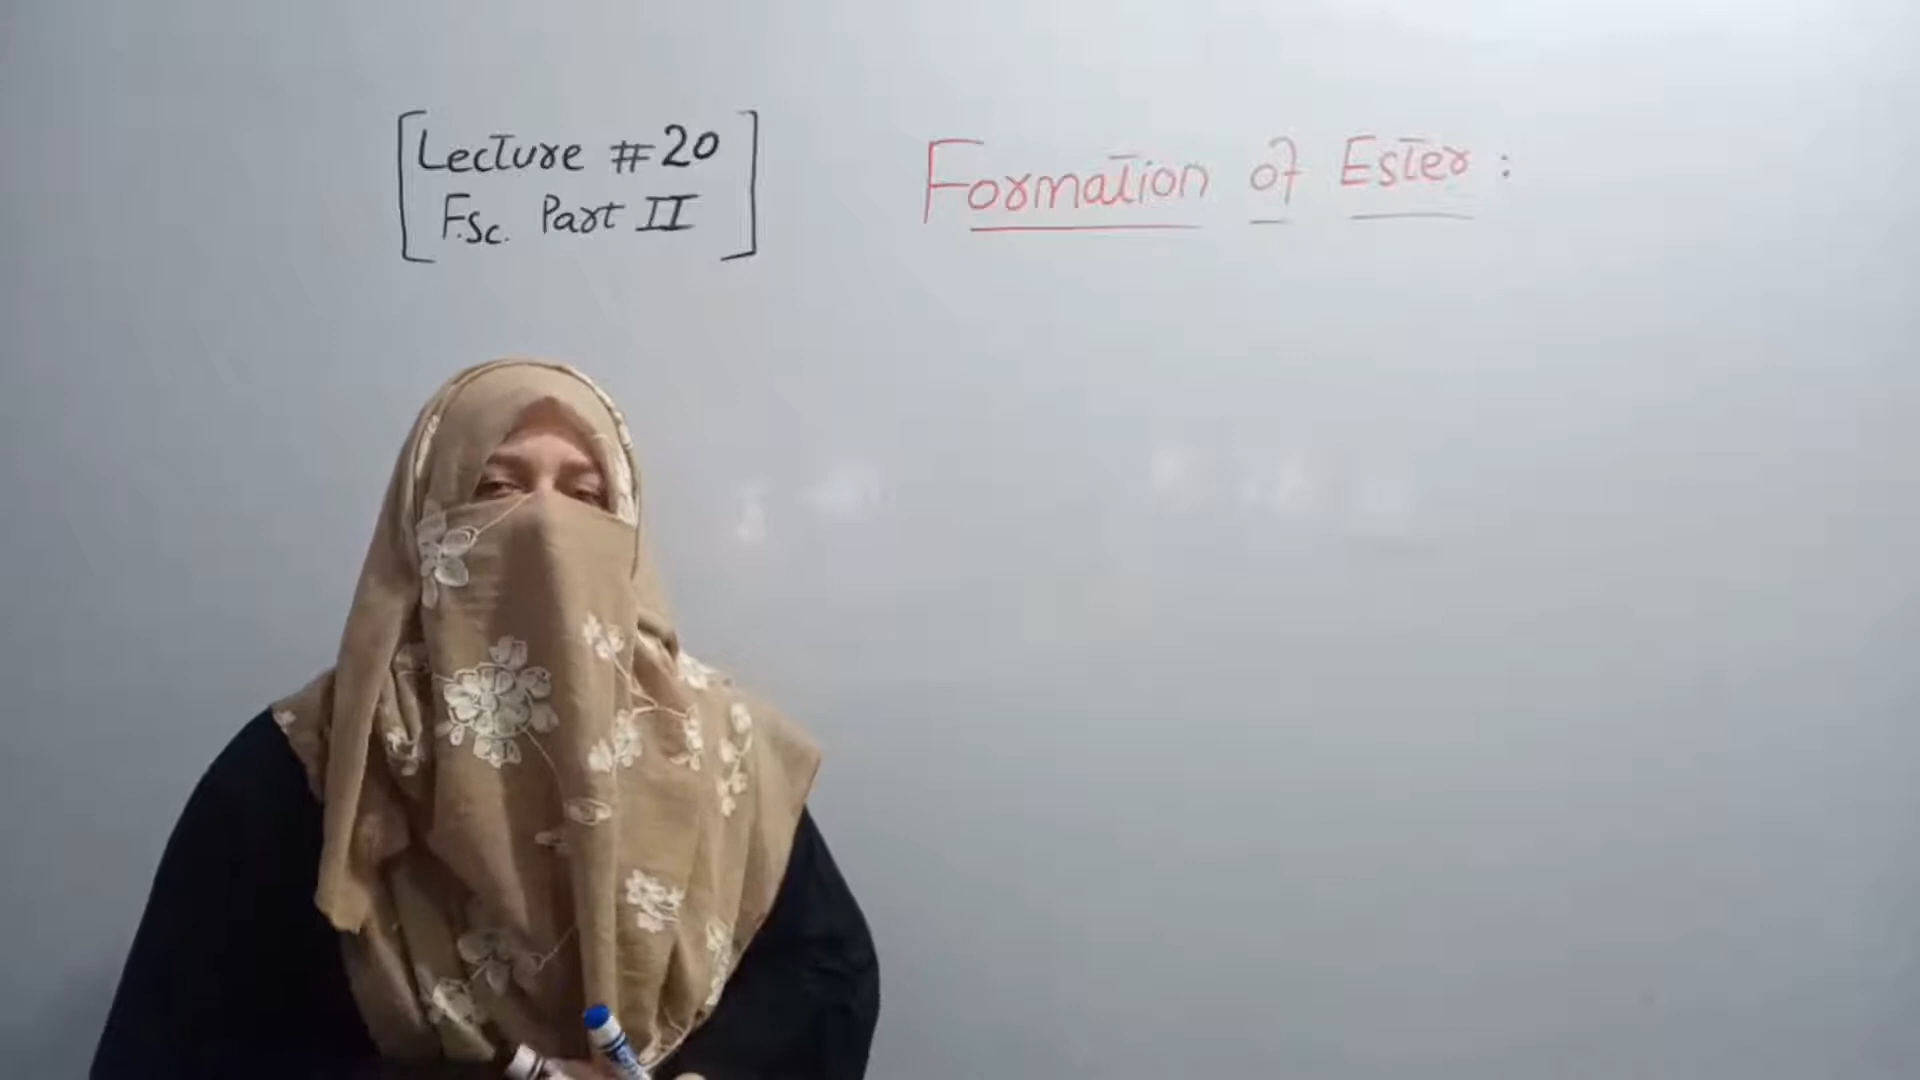 Lecture #20
F.Sc. Part II
Formation of Ester :